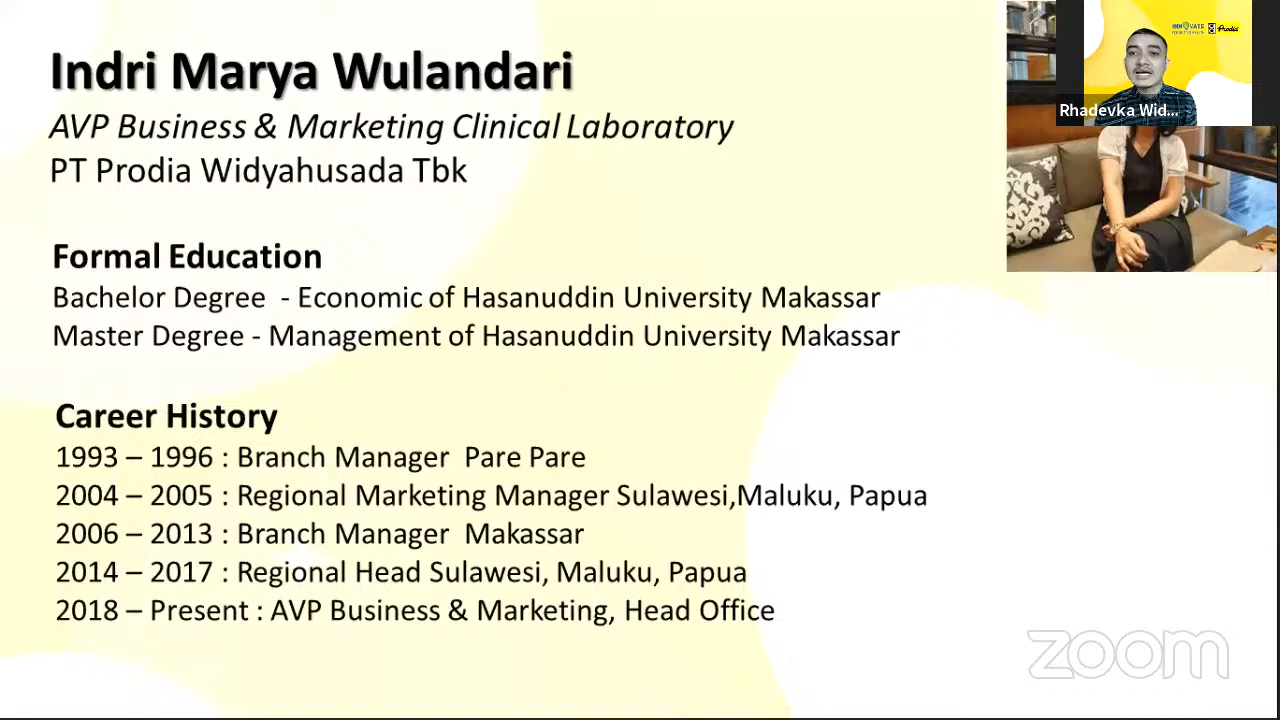 Indri Marya Wulandari
AVP Business & Marketing Clinical Laboratory
PT Prodia Widyahusada Tbk
Formal Education
Bachelor Degree - Economic of Hasanuddin University Makassar
Master Degree - Management of Hasanuddin University Makassar
Career History
1993 – 1996 : Branch Manager Pare Pare
2004 – 2005 : Regional Marketing Manager Sulawesi,Maluku, Papua
2006 – 2013 : Branch Manager Makassar
2014 – 2017 : Regional Head Sulawesi, Maluku, Papua
2018 – Present : AVP Business & Marketing, Head Office
INNOVATE
Prodia
Rhadevka Wid...
zoom